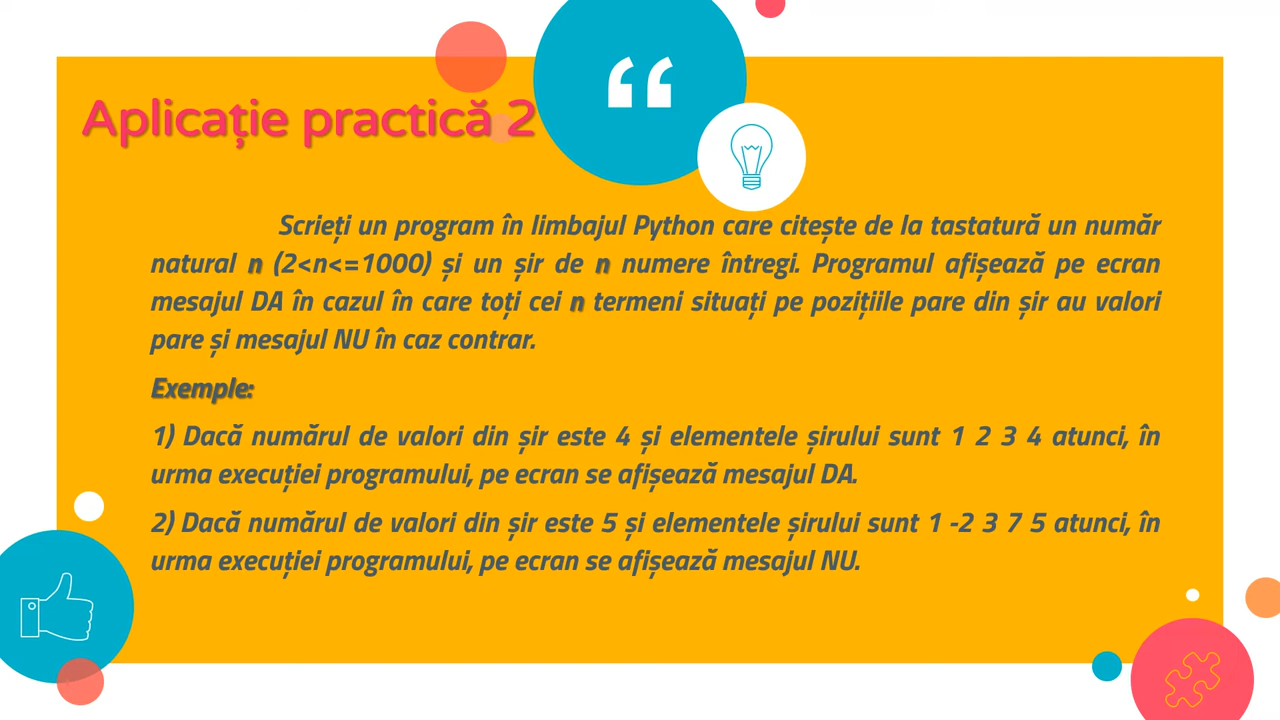 Aplicație practică 2
“
Scrieți un program în limbajul Python care citește de la tastatură un număr
natural n (2<n<=1000) și un șir de n numere întregi. Programul afișează pe ecran
mesajul DA în cazul în care toți cei n termeni situați pe pozițiile pare din șir au valori
pare și mesajul NU în caz contrar.
Exemple:
1) Dacă numărul de valori din șir este 4 și elementele șirului sunt 1 2 3 4 atunci, în
urma execuției programului, pe ecran se afișează mesajul DA.
2) Dacă numărul de valori din șir este 5 și elementele șirului sunt 1 -2 3 7 5 atunci, în
urma execuției programului, pe ecran se afișează mesajul NU.